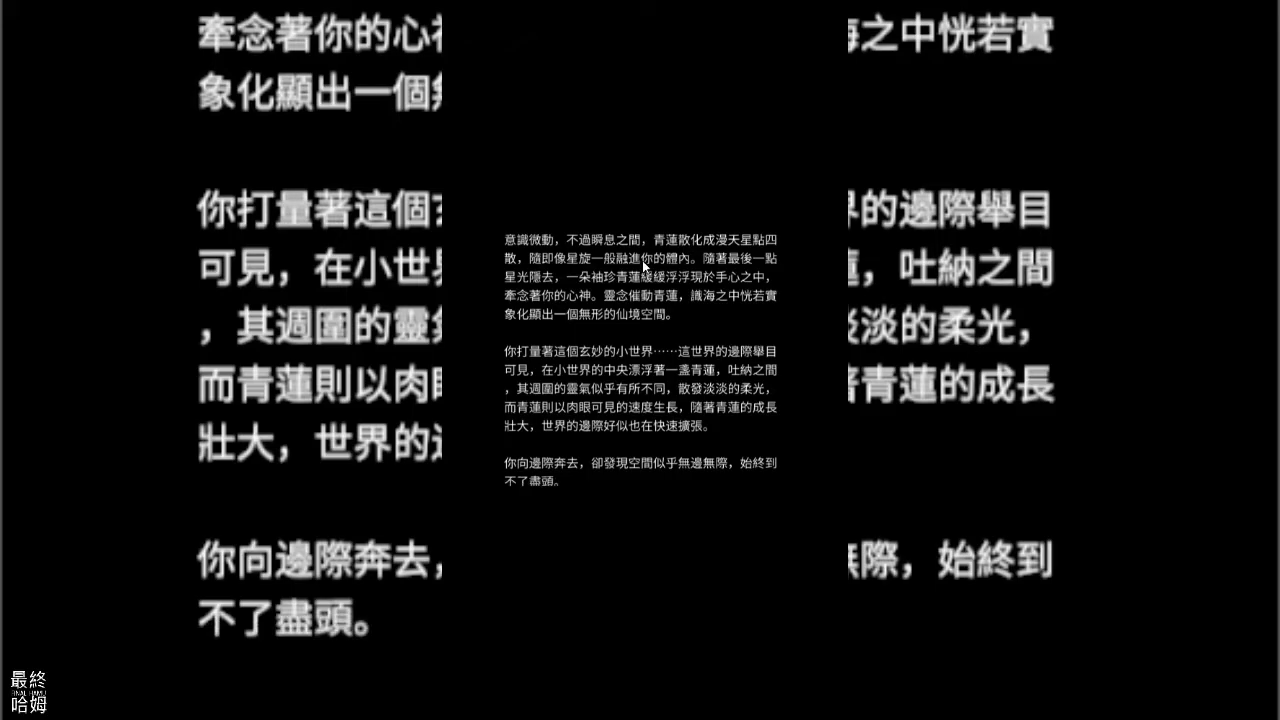 牽念著你的心
海之中恍若實
象化顯出一個
你打量著這個
界的邊際舉目
可見，在小世界
蓮，吐納之間
，其週圍的靈氣
淡淡的柔光，
而青蓮則以肉眼
著青蓮的成長
壯大，世界的邊
你向邊際奔去，
無際，始終到
不了盡頭。
意識微動，不過瞬息之間，青蓮散化成漫天星點四
散，隨即像星旋一般融進你的體內。隨著最後一點
星光隱去，一朵袖珍青蓮緩緩浮浮現於手心之中，
牽念著你的心神。靈念催動青蓮，識海之中恍若實
象化顯出一個無形的仙境空間。
你打量著這個玄妙的小世界⋯⋯這世界的邊際舉目
可見，在小世界的中央漂浮著一盞青蓮，吐納之間
，其週圍的靈氣似乎有所不同，散發淡淡的柔光，
而青蓮則以肉眼可見的速度生長，隨著青蓮的成長
壯大，世界的邊際好似也在快速擴張。
你向邊際奔去，卻發現空間似乎無邊無際，始終到
不了盡頭。
最終
哈姆